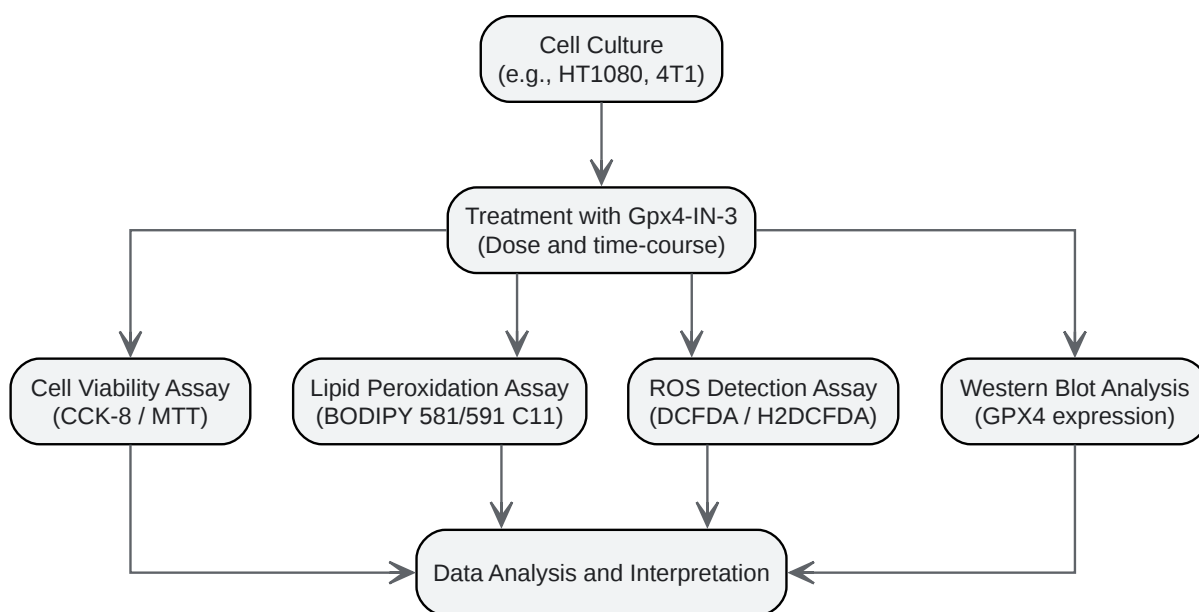 Cell Culture
(e.g., HT1080, 4T1)
Treatment with Gpx4-IN-3
(Dose and time-course)
Cell Viability Assay
(CCK-8 / MTT)
Lipid Peroxidation Assay
(BODIPY 581/591 C11)
ROS Detection Assay
(DCFDA / H2DCFDA)
Western Blot Analysis
(GPX4 expression)
Data Analysis and Interpretation